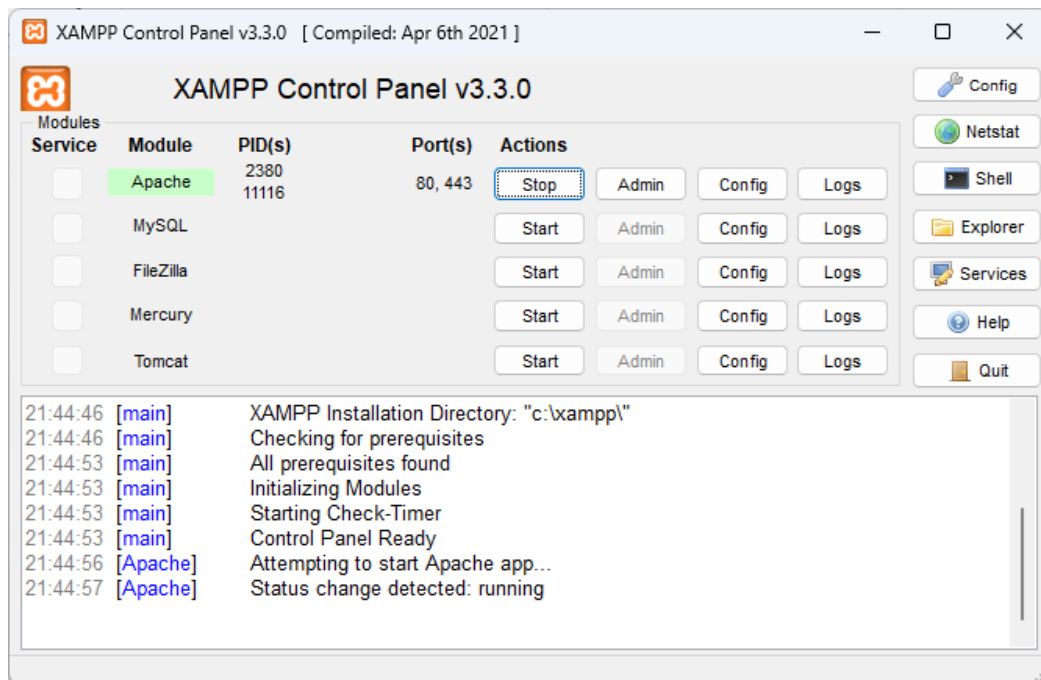 XAMPP Control Panel v3.3.0 [ Compiled: Apr 6th 2021 ]
XAMPP Control Panel v3.3.0
Config
Modules
Service Module PID(s) Port(s) Actions
Netstat
Apache 2380 80, 443 Stop Admin Config Logs
11116
Shell
MySQL Start Admin Config Logs
Explorer
FileZilla Start Admin Config Logs
Services
Mercury Start Admin Config Logs
Help
Tomcat Start Admin Config Logs
Quit
21:44:46 [main] XAMPP Installation Directory: "c:\xampp\"
21:44:46 [main] Checking for prerequisites
21:44:53 [main] All prerequisites found
21:44:53 [main] Initializing Modules
21:44:53 [main] Starting Check-Timer
21:44:53 [main] Control Panel Ready
21:44:56 [Apache] Attempting to start Apache app...
21:44:57 [Apache] Status change detected: running